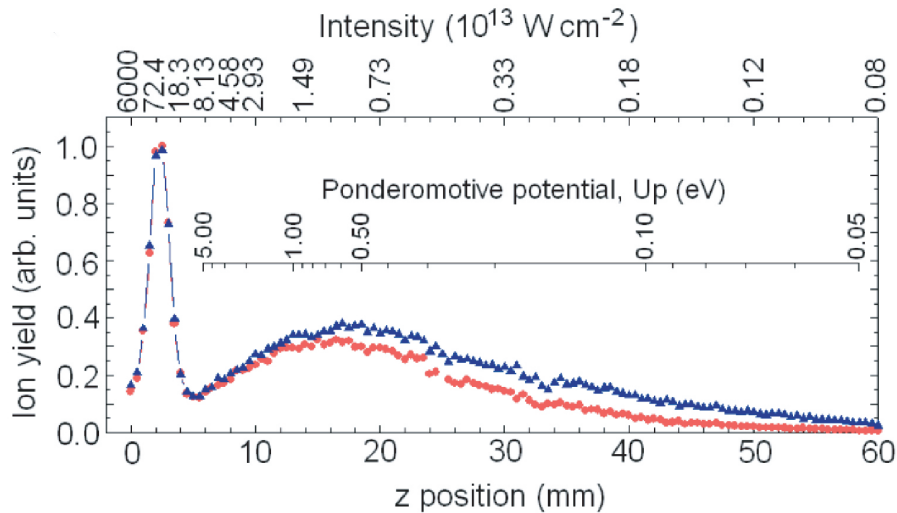 Intensity (10¹³ W cm⁻²)
6000 72.4 18.3 8.13 4.58 2.93 1.49 0.73 0.33 0.18 0.12 0.08
Ion yield (arb. units)
1.0
0.8
0.6
0.4
0.2
0.0
Ponderomotive potential, Up (eV)
5.00 1.00 0.50 0.10 0.05
0 10 20 30 40 50 60
z position (mm)